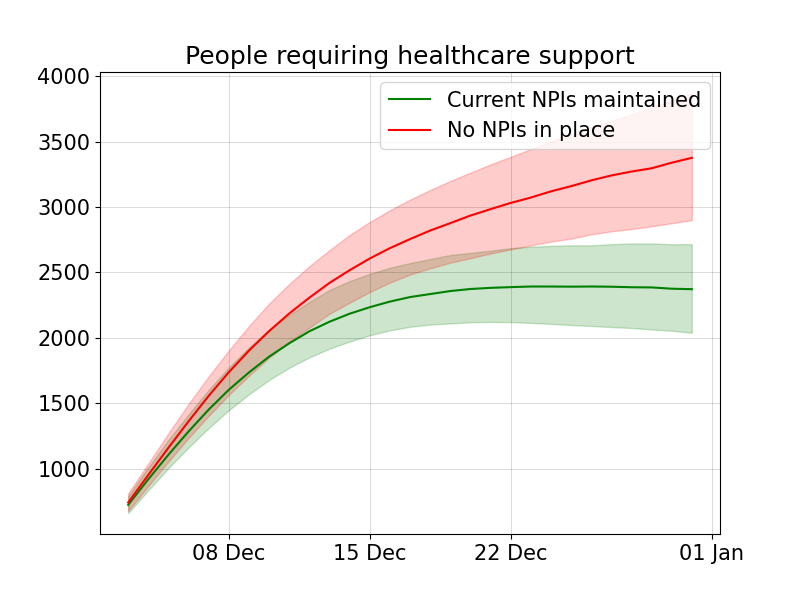 People requiring healthcare support
Current NPIs maintained
No NPIs in place
4000
3500
3000
2500
2000
1500
1000
08 Dec
15 Dec
22 Dec
01 Jan